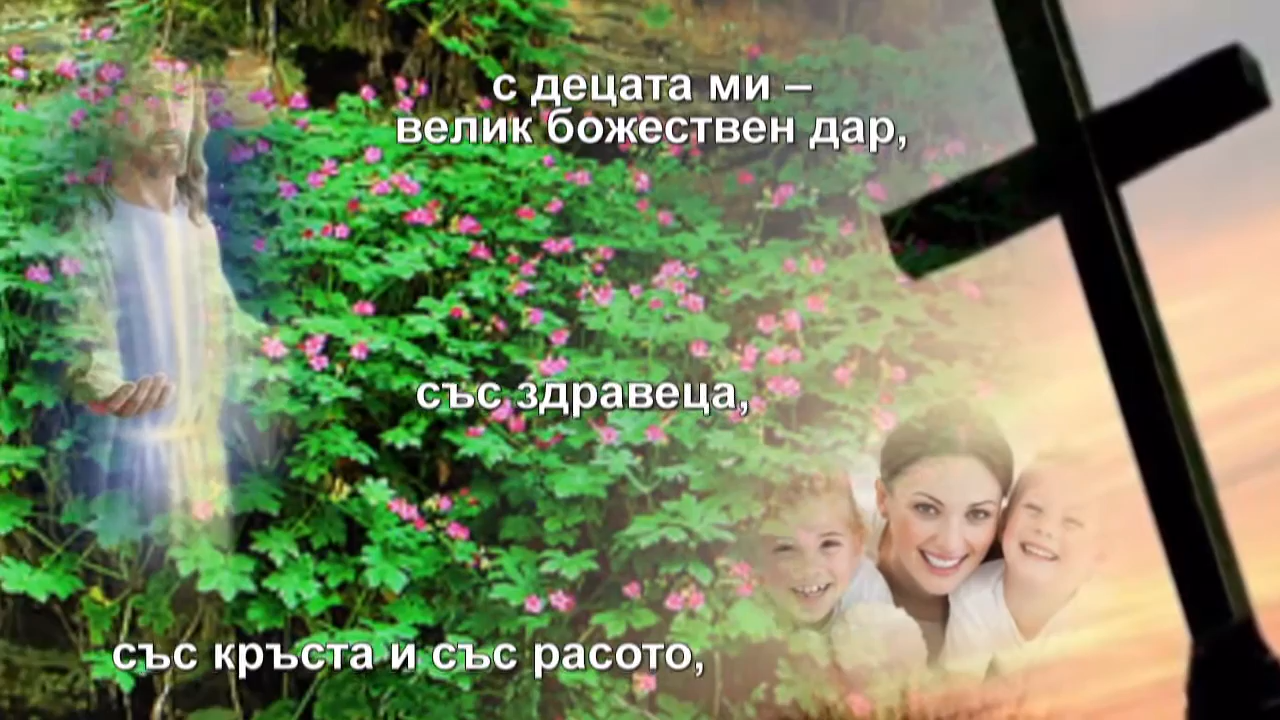 с децата ми –
велик божествен дар,
със здравеца,
със кръста и със расото,